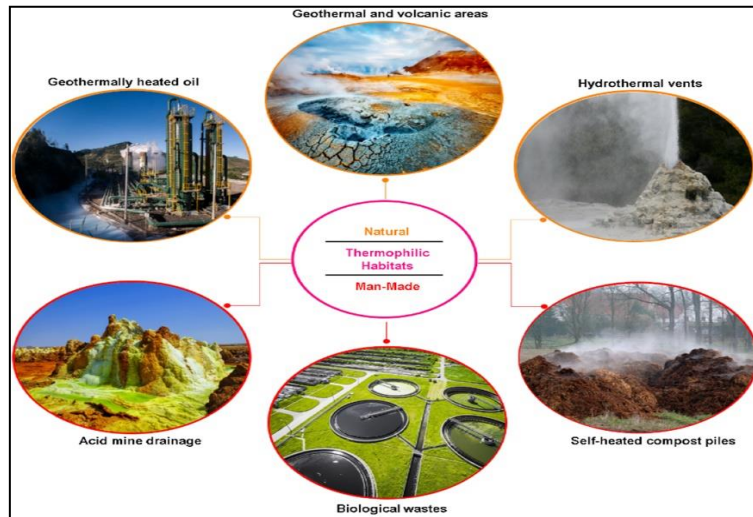 Geothermal and volcanic areas
Geothermally heated oil
Hydrothermal vents
Natural
Thermophilic
Habitats
Man-Made
Acid mine drainage
Self-heated compost piles
Biological wastes